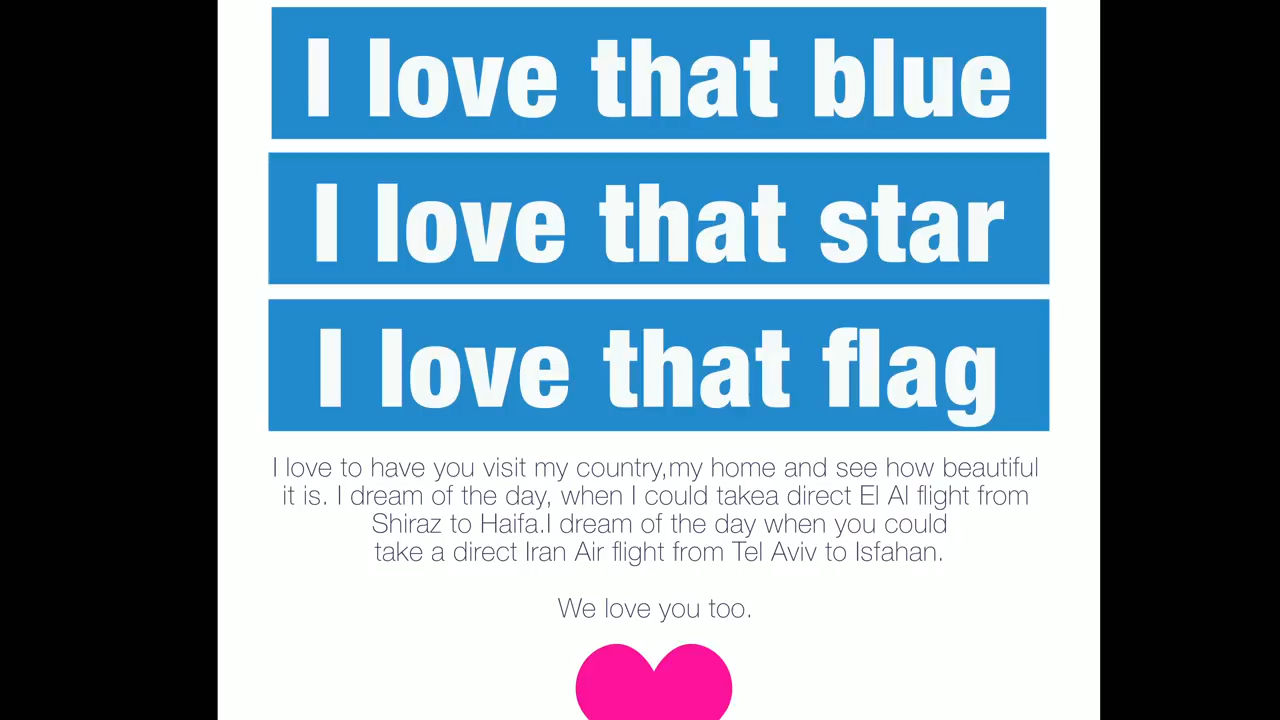 I love that blue
I love that star
I love that flag
I love to have you visit my country,my home and see how beautiful
it is. I dream of the day, when I could takea direct El Al flight from
Shiraz to Haifa.I dream of the day when you could
take a direct Iran Air flight from Tel Aviv to Isfahan.
We love you too.